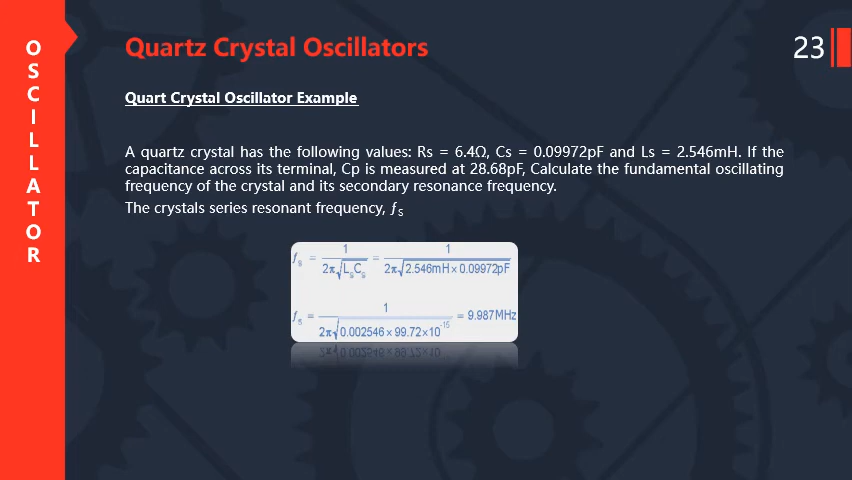 OSCILLATOR
Quartz Crystal Oscillators
23
Quart Crystal Oscillator Example
A quartz crystal has the following values: Rs = 6.4Ω, Cs = 0.09972pF and Ls = 2.546mH. If the
capacitance across its terminal, Cp is measured at 28.68pF, Calculate the fundamental oscillating
frequency of the crystal and its secondary resonance frequency.
The crystals series resonant frequency, ƒS
fs = 1 / 2π√LsCs = 1 / 2π√2.546mH×0.09972pF
fs = 1 / 2π√0.002546×99.72×10^-15 = 9.987MHz